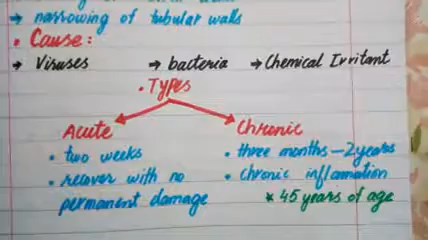 → narrowing of tubular walls
• Cause:
→ Viruses → bacteria → Chemical Irritant
• Types
Acute Chronic
• two weeks • three months - 2 years
• recover with no • chronic inflamation
permanent damage * 45 years of age